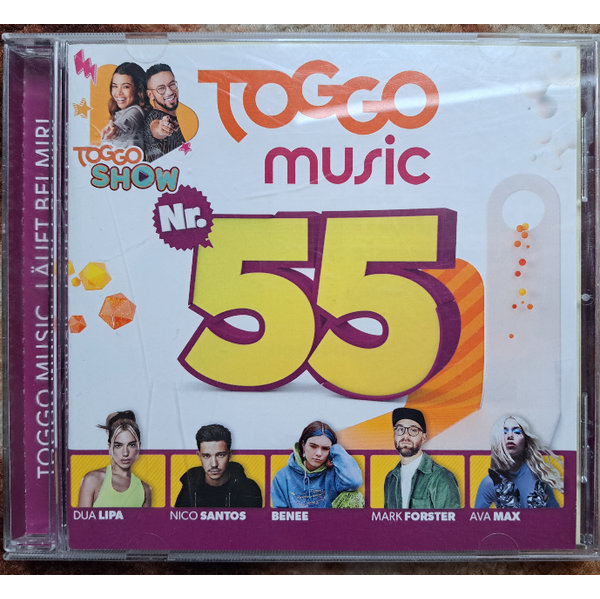 TOGGO MUSIC. LÄUFT BEI MIR!
TOGGO
SHOW
TOGGO
music
Nr.
55
DUA LIPA
NICO SANTOS
BENEE
MARK FORSTER
AVA MAX